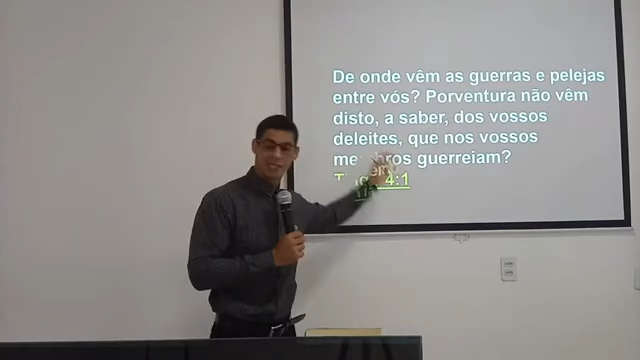 De onde vêm as guerras e pelejas
entre vós? Porventura não vêm
disto, a saber, dos vossos
deleites, que nos vossos
membros guerreiam?
4:1